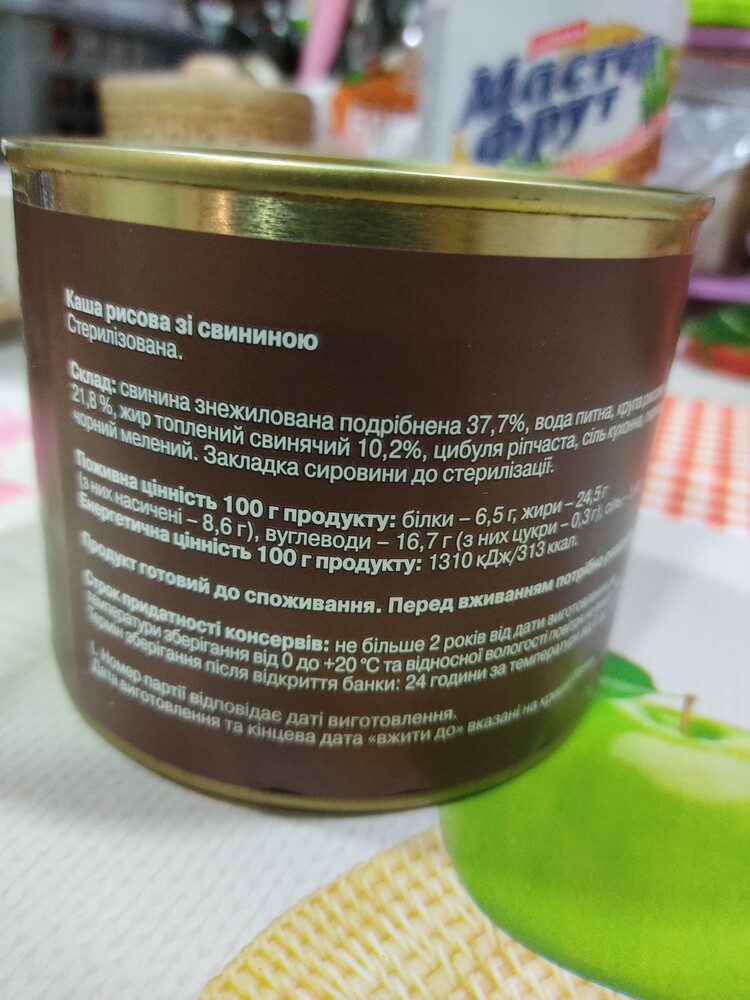 Мастер
Фрут
Каша рисова зі свининою
Стерилізована.
Склад: свинина знежилована подрібнена 37,7%, вода питна, крупа
21,8 %, жир топлений свинячий 10,2%, цибуля ріпчаста, сіль кухонна,
чорний мелений. Закладка сировини до стерилізації.
Поживна цінність 100 г продукту: білки – 6,5 г, жири – 24,5 г
(з них насичені – 8,6 г), вуглеводи – 16,7 г (з них цукри – 0,3 г),
Енергетична цінність 100 г продукту: 1310 кДж/313 ккал.
Продукт готовий до споживання. Перед вживанням потрібно
Строк придатності консервів: не більше 2 років від дати виготовлення
температури зберігання від 0 до +20 °C та відносної вологості повітря
Термін зберігання після відкриття банки: 24 години за температури
L Номер партії відповідає даті виготовлення.
Дата виготовлення та кінцева дата «вжити до» вказані на